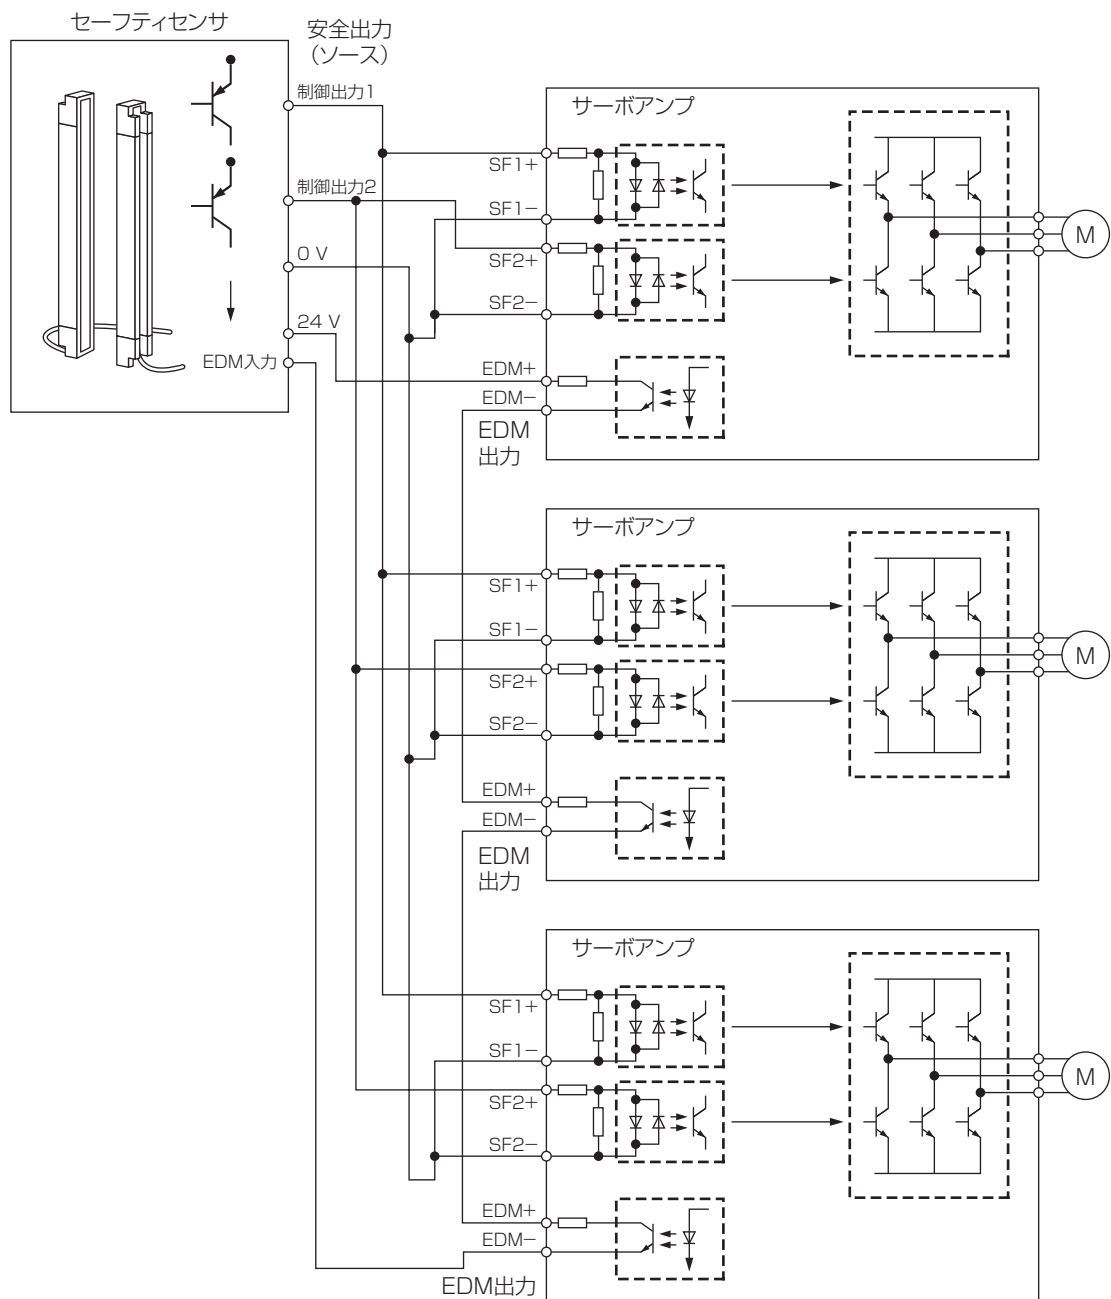 セーフティセンサ
安全出力
（ソース）
制御出力1
制御出力2
0 V
24 V
EDM入力
サーボアンプ
SF1+
SF1−
SF2+
SF2−
EDM+
EDM−
EDM
出力
M
サーボアンプ
SF1+
SF1−
SF2+
SF2−
EDM+
EDM−
EDM
出力
M
サーボアンプ
SF1+
SF1−
SF2+
SF2−
EDM+
EDM−
EDM出力
M